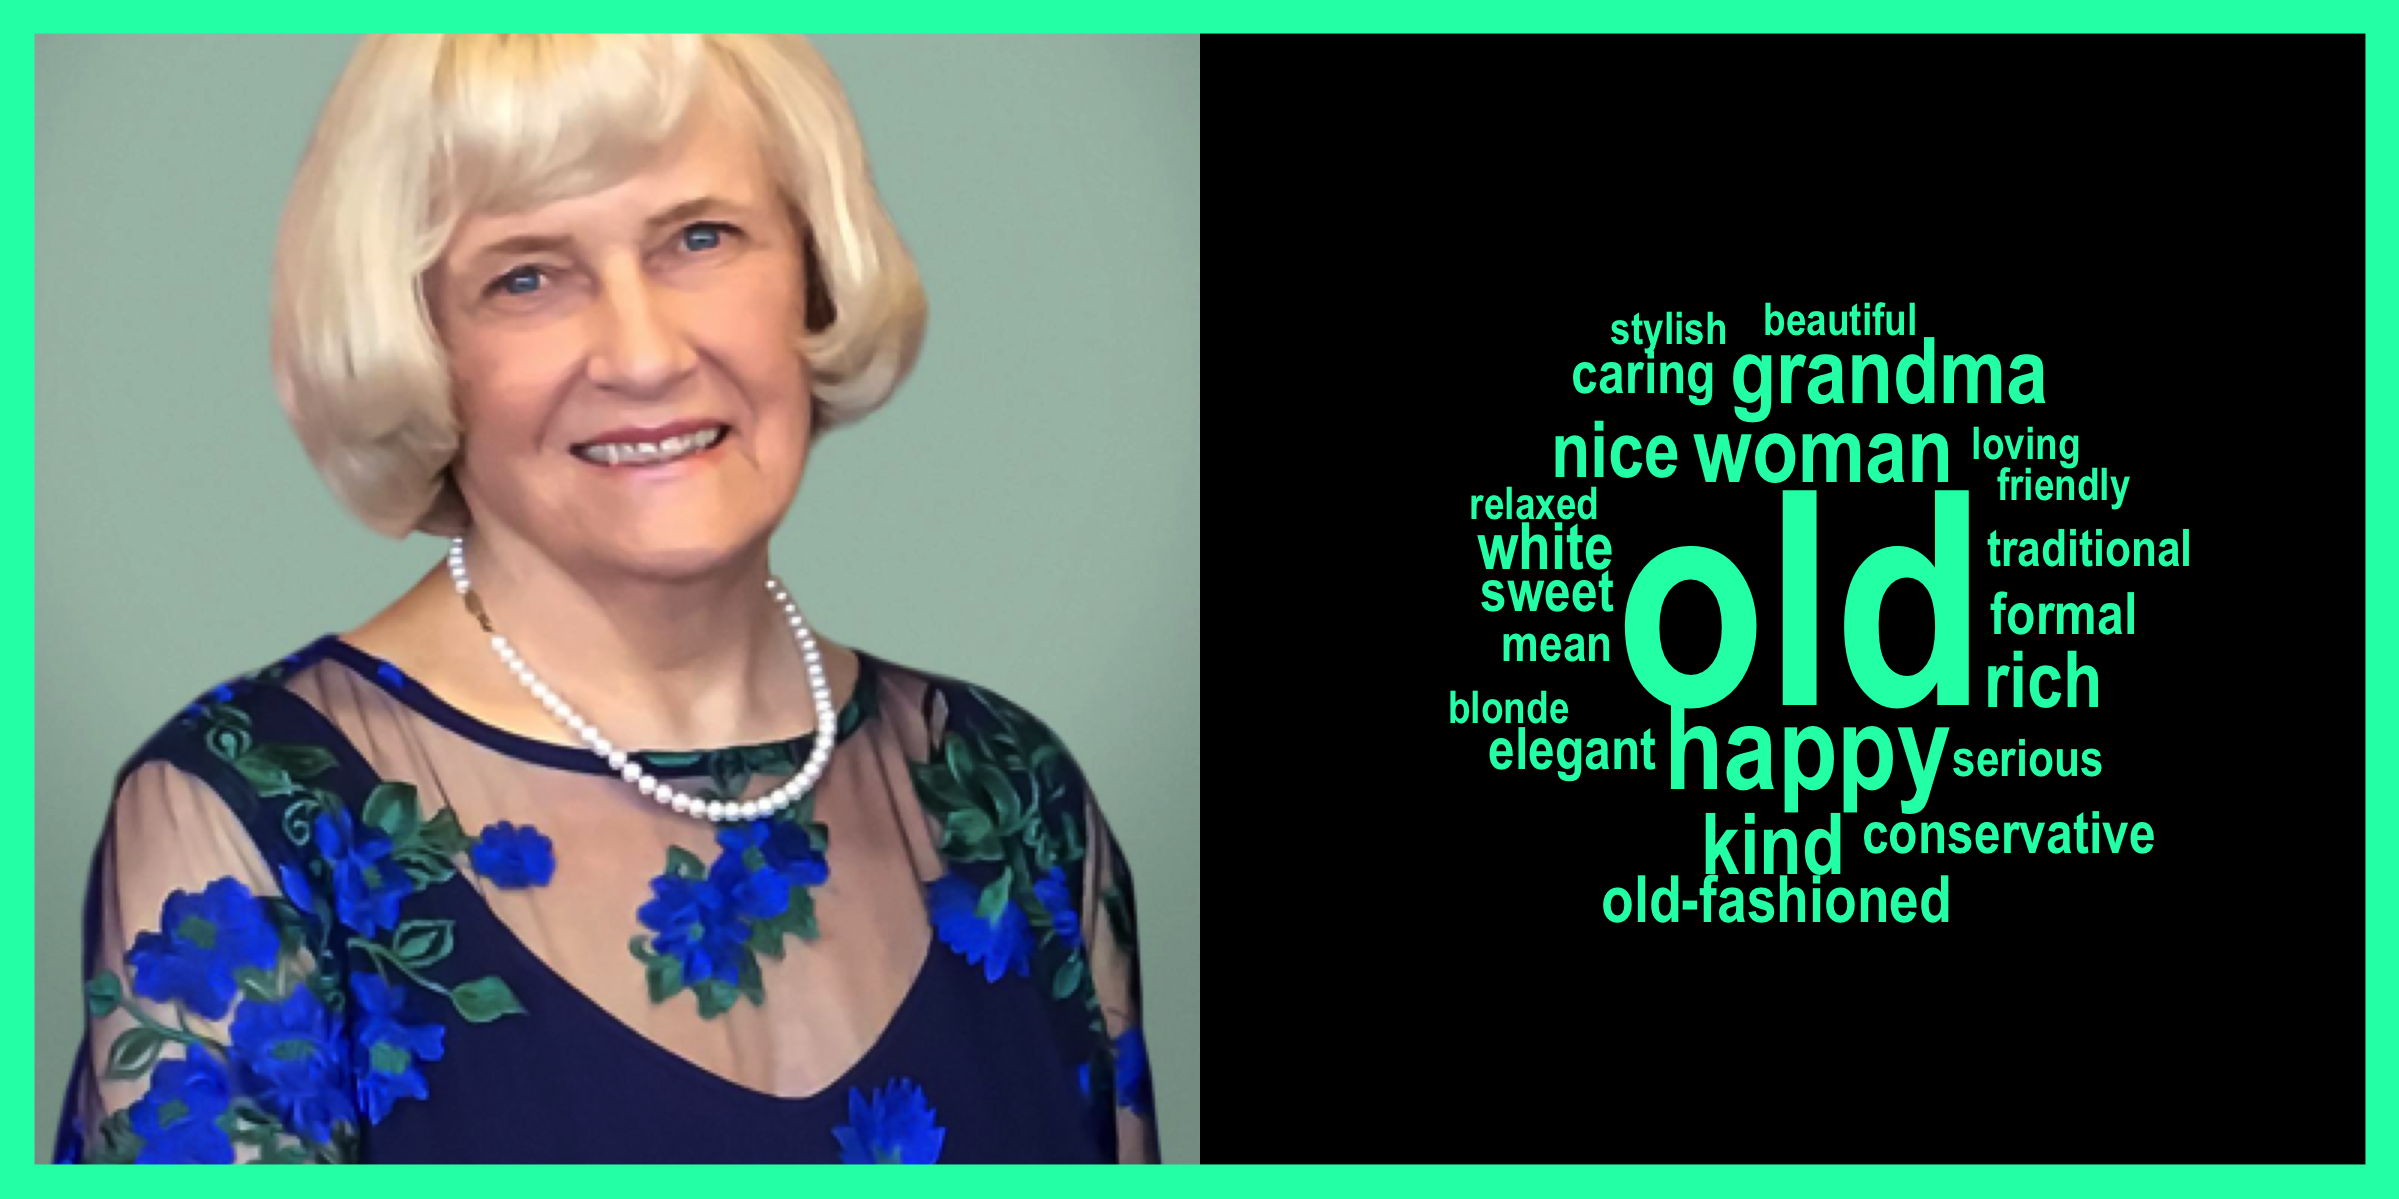 stylish beautiful
caring grandma
nice woman loving
friendly
relaxed
white old traditional
sweet
formal
mean
rich
blonde
elegant happy serious
kind conservative
old-fashioned